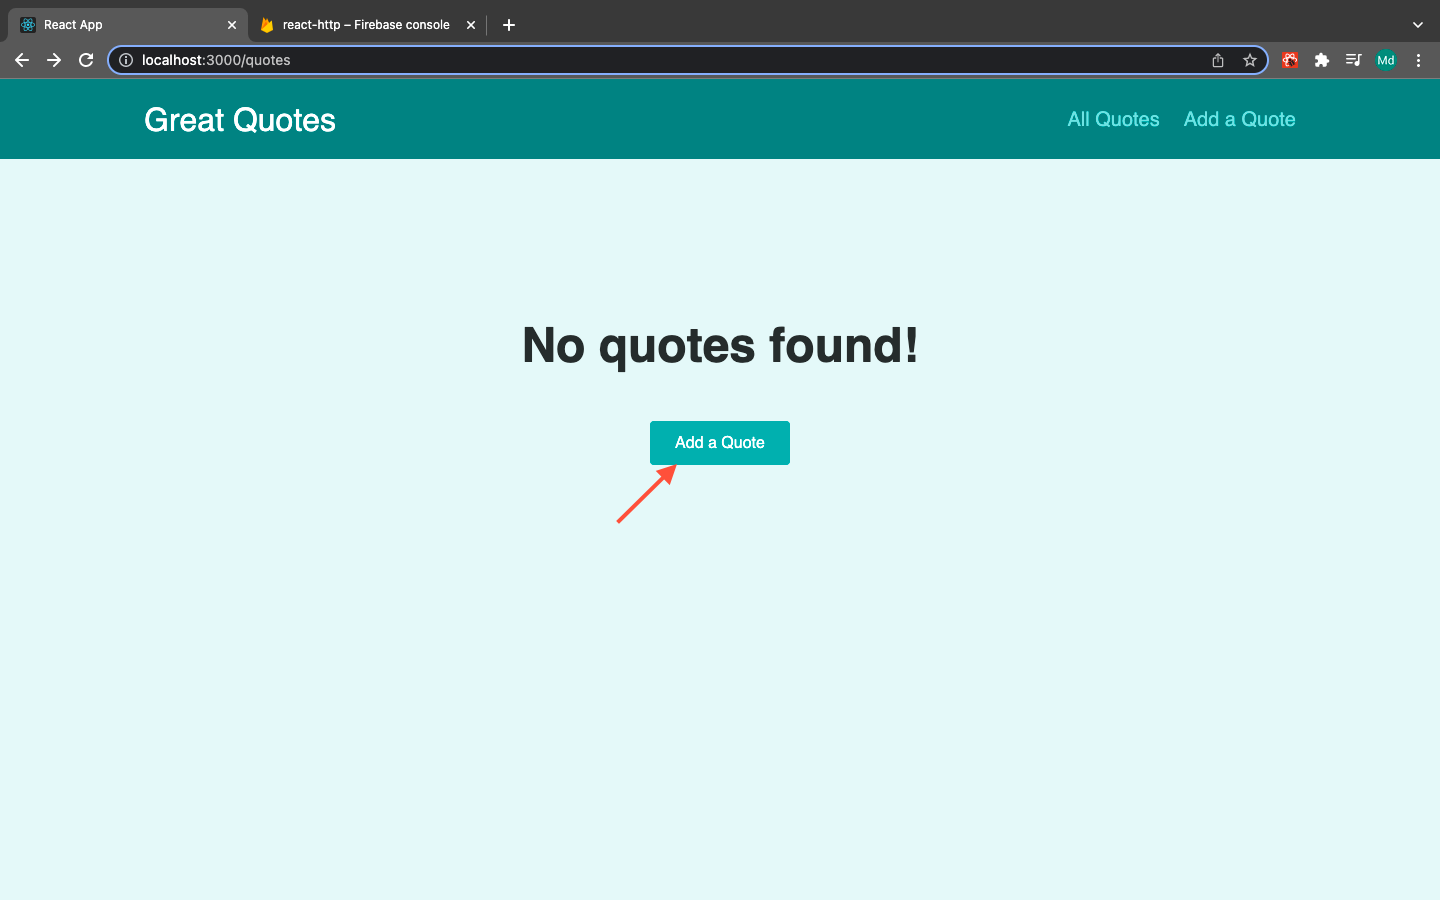 React App
react-http – Firebase console
localhost:3000/quotes
Md
Great Quotes
All Quotes
Add a Quote
No quotes found!
Add a Quote